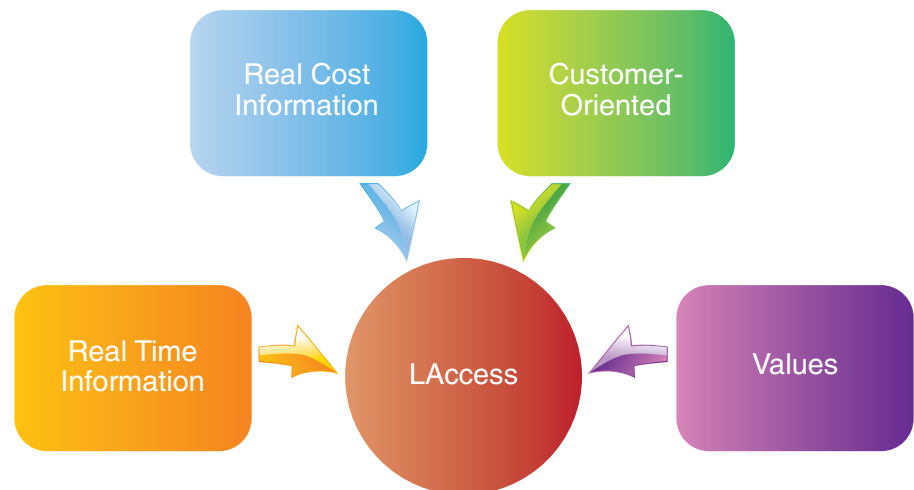 Real Cost
Information
Customer-
Oriented
Real Time
Information
LAccess
Values